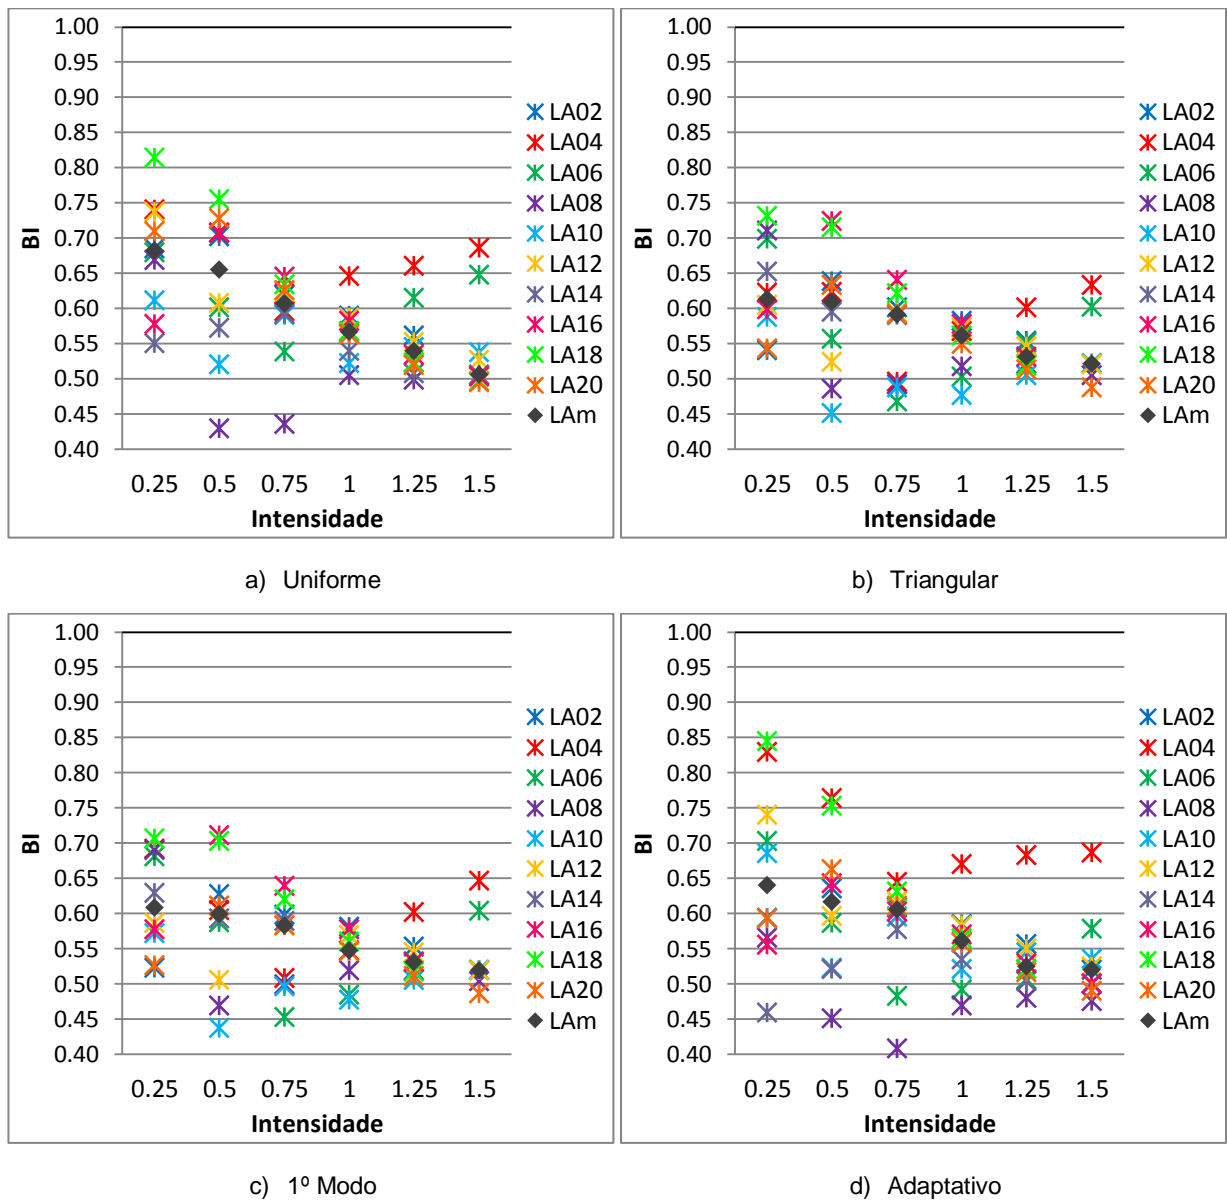 1.00
0.95
0.90
0.85
0.80
0.75
0.70
0.65
0.60
0.55
0.50
0.45
0.40
BI
0.25 0.5 0.75 1 1.25 1.5
Intensidade
LA02
LA04
LA06
LA08
LA10
LA12
LA14
LA16
LA18
LA20
LAm
a) Uniforme
1.00
0.95
0.90
0.85
0.80
0.75
0.70
0.65
0.60
0.55
0.50
0.45
0.40
BI
0.25 0.5 0.75 1 1.25 1.5
Intensidade
LA02
LA04
LA06
LA08
LA10
LA12
LA14
LA16
LA18
LA20
LAm
b) Triangular
1.00
0.95
0.90
0.85
0.80
0.75
0.70
0.65
0.60
0.55
0.50
0.45
0.40
BI
0.25 0.5 0.75 1 1.25 1.5
Intensidade
LA02
LA04
LA06
LA08
LA10
LA12
LA14
LA16
LA18
LA20
LAm
c) 1º Modo
1.00
0.95
0.90
0.85
0.80
0.75
0.70
0.65
0.60
0.55
0.50
0.45
0.40
BI
0.25 0.5 0.75 1 1.25 1.5
Intensidade
LA02
LA04
LA06
LA08
LA10
LA12
LA14
LA16
LA18
LA20
LAm
d) Adaptativo